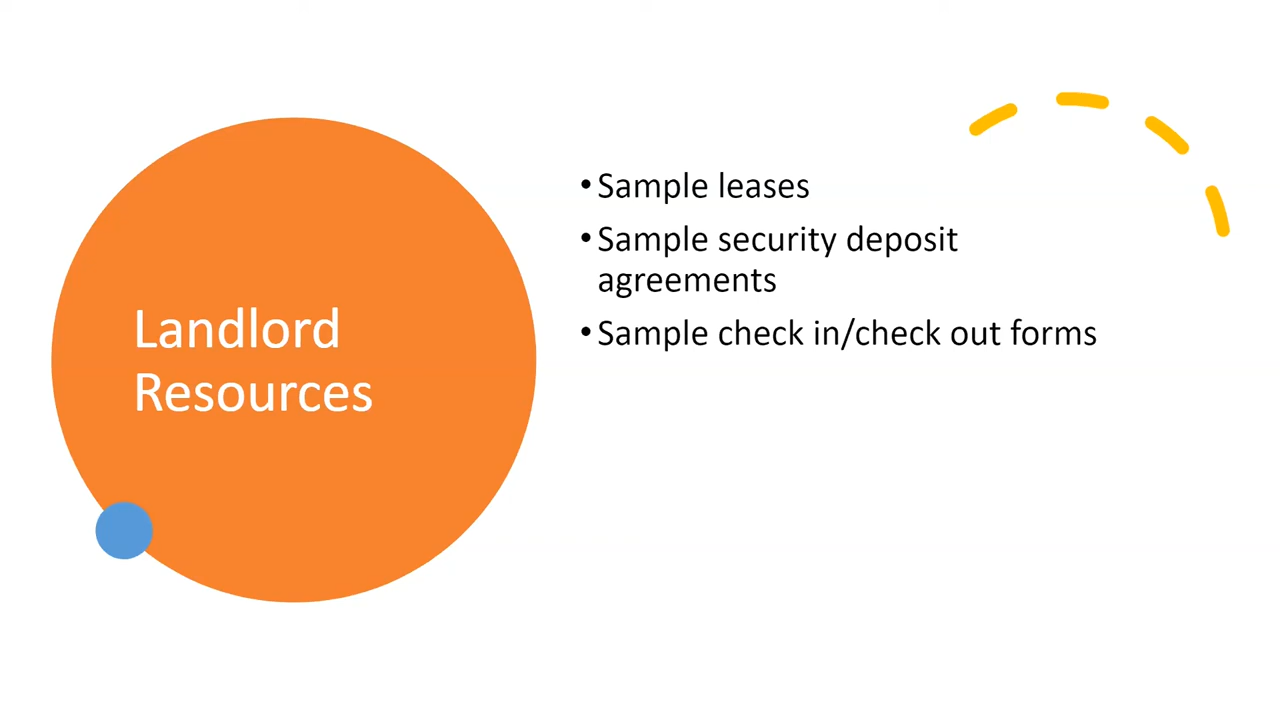 Landlord
Resources
•Sample leases
•Sample security deposit
agreements
•Sample check in/check out forms